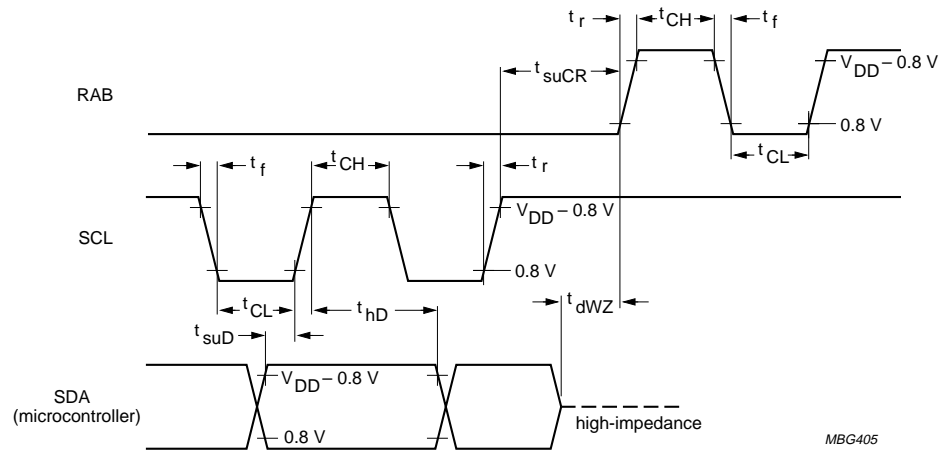 t r t CH t f
t suCR
V DD – 0.8 V
RAB
0.8 V
t CL
t f t CH t r
V DD – 0.8 V
SCL
0.8 V
t CL t hD t dWZ
t suD
V DD – 0.8 V
SDA
(microcontroller)
0.8 V
high-impedance
MBG405